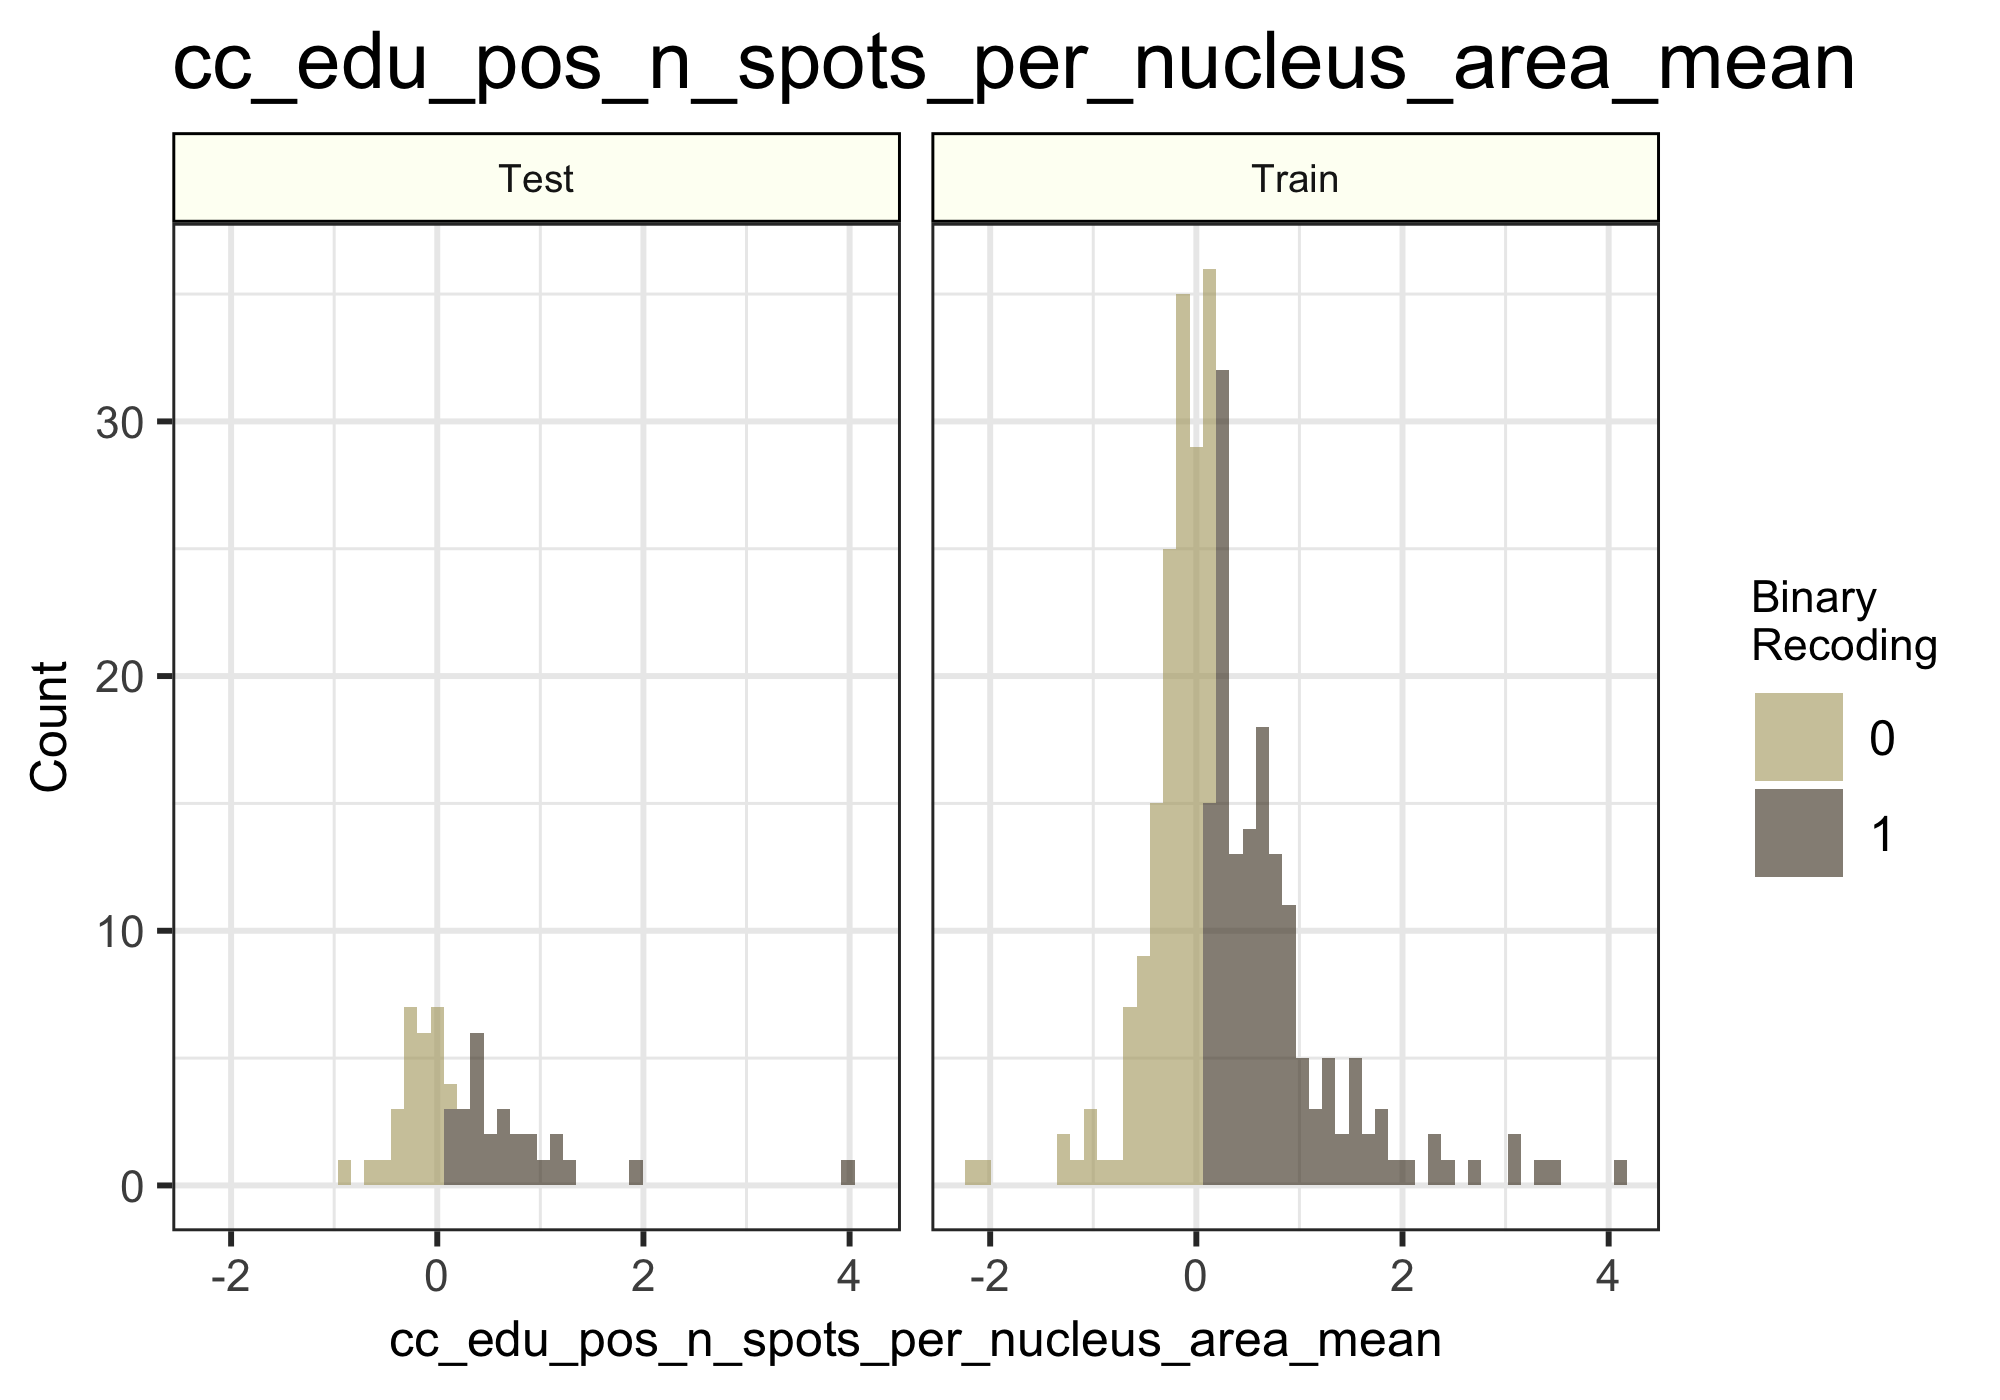 cc_edu_pos_n_spots_per_nucleus_area_mean
Test
Train
30
20
10
0
Count
-2
0
2
4
-2
0
2
4
cc_edu_pos_n_spots_per_nucleus_area_mean
Binary
Recoding
0
1